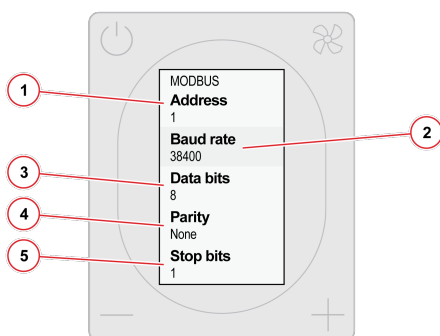 MODBUS
1
Address
1
Baud rate
2
38400
3
Data bits
8
4
Parity
None
5
Stop bits
1